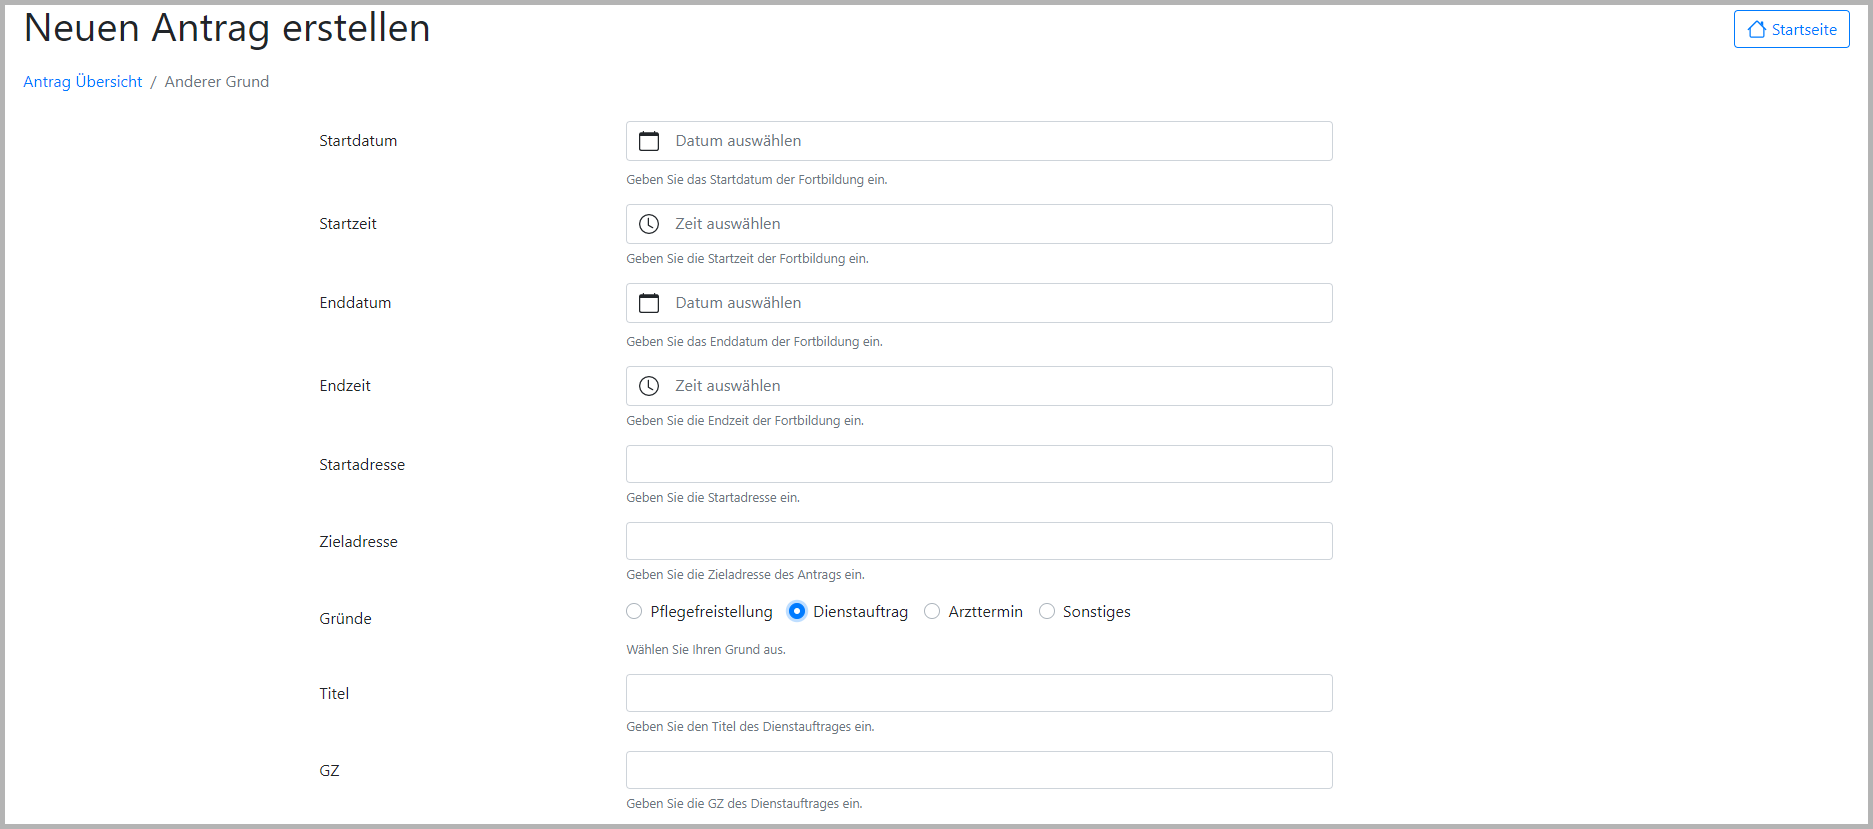 Neuen Antrag erstellen
Startseite
Antrag Übersicht / Anderer Grund
Startdatum
Datum auswählen
Geben Sie das Startdatum der Fortbildung ein.
Startzeit
Zeit auswählen
Geben Sie die Startzeit der Fortbildung ein.
Enddatum
Datum auswählen
Geben Sie das Enddatum der Fortbildung ein.
Endzeit
Zeit auswählen
Geben Sie die Endzeit der Fortbildung ein.
Startadresse
Geben Sie die Startadresse ein.
Zieladresse
Geben Sie die Zieladresse des Antrags ein.
Gründe
Pflegefreistellung Dienstauftrag Arzttermin Sonstiges
Wählen Sie Ihren Grund aus.
Titel
Geben Sie den Titel des Dienstauftrages ein.
GZ
Geben Sie die GZ des Dienstauftrages ein.